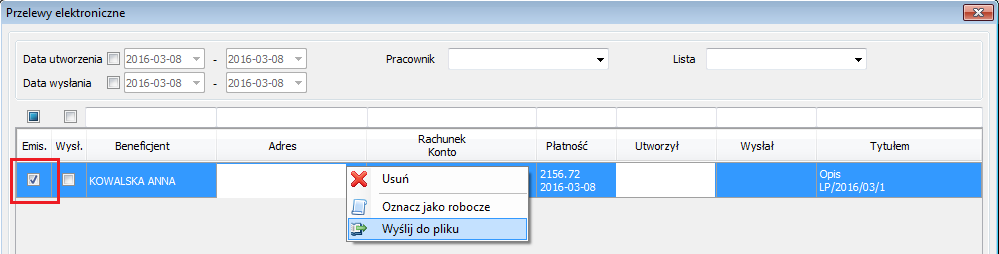 Przelewy elektroniczne
Data utworzenia 2016-03-08 - 2016-03-08 Pracownik Lista
Data wysłania 2016-03-08 - 2016-03-08
Emis. Wysł. Beneficjent Adres Rachunek Konto Płatność Utworzył Wysłał Tytułem
KOWALSKA ANNA 2156.72 2016-03-08 Opis LP/2016/03/1
Usuń
Oznacz jako robocze
Wyślij do pliku